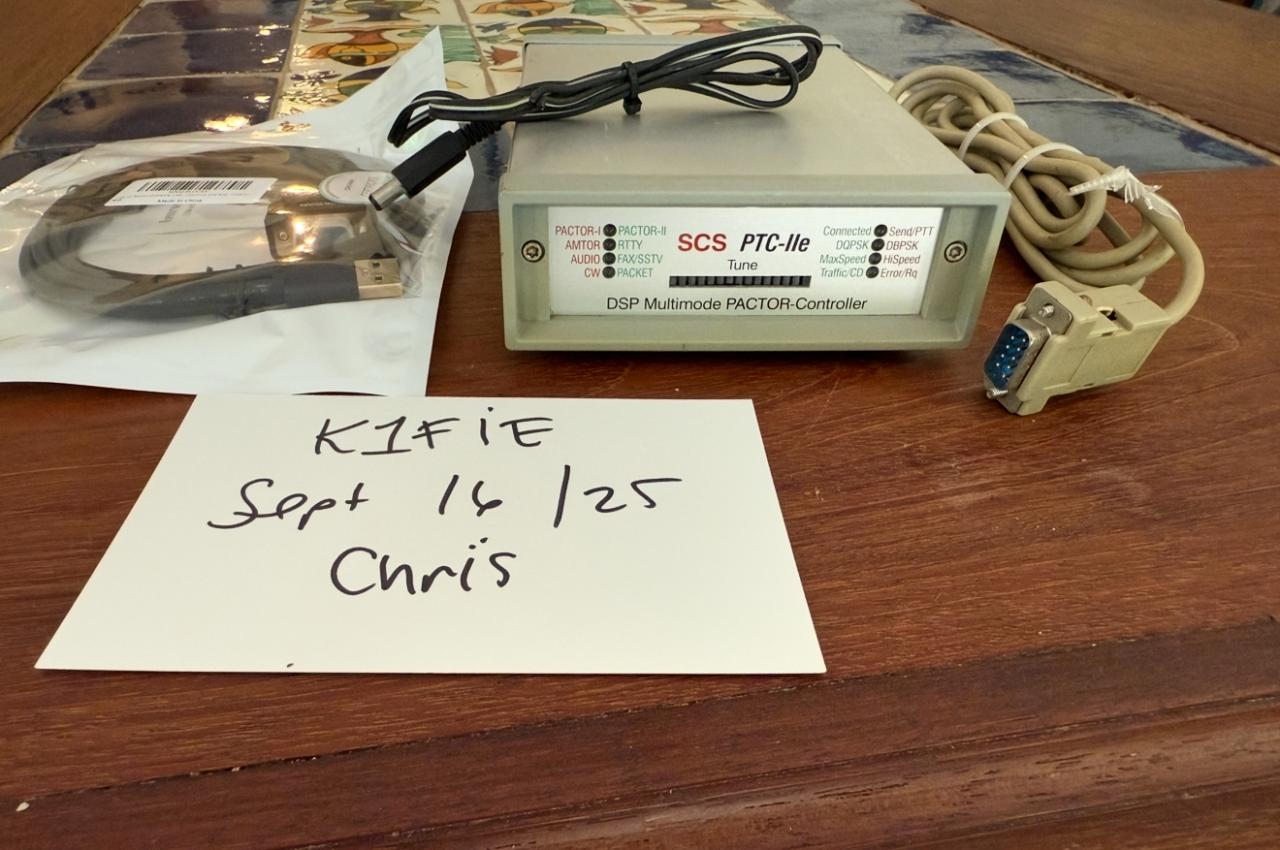 PACTOR-I PACTOR-II
AMTOR RTTY
AUDIO FAX/SSTV
CW PACKET
SCS PTC-IIe
Tune
Connected Send/PTT
DQPSK DBPSK
MaxSpeed HiSpeed
Traffic/CD Error/Rq
DSP Multimode PACTOR-Controller
K1FiE
Sept 16 /25
Chris